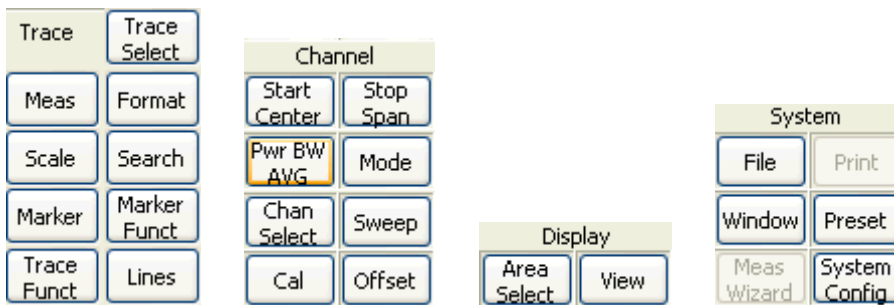 Trace
Trace
Select
Meas
Format
Scale
Search
Marker
Marker
Funct
Trace
Funct
Lines
Channel
Start
Center
Stop
Span
Pwr BW
AVG
Mode
Chan
Select
Sweep
Cal
Offset
Display
Area
Select
View
System
File
Print
Window
Preset
Meas
Wizard
System
Config